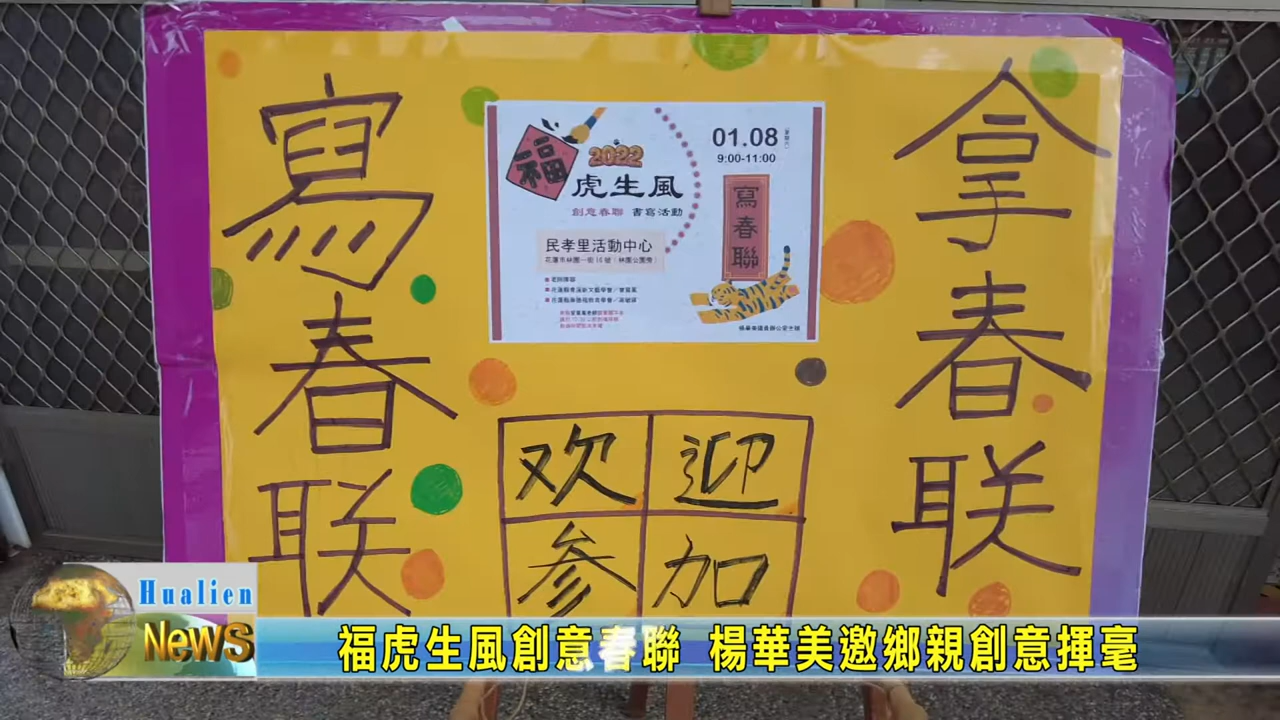 寫春联
拿春联
福
2022
虎生風
創意春聯 書寫活動
01.08
9:00-11:00
寫春聯
民孝里活動中心
花蓮市林園一街16號（林園公園旁）
欢迎
参加
Hualien
News
福虎生風創意春聯 楊華美邀鄉親創意揮毫